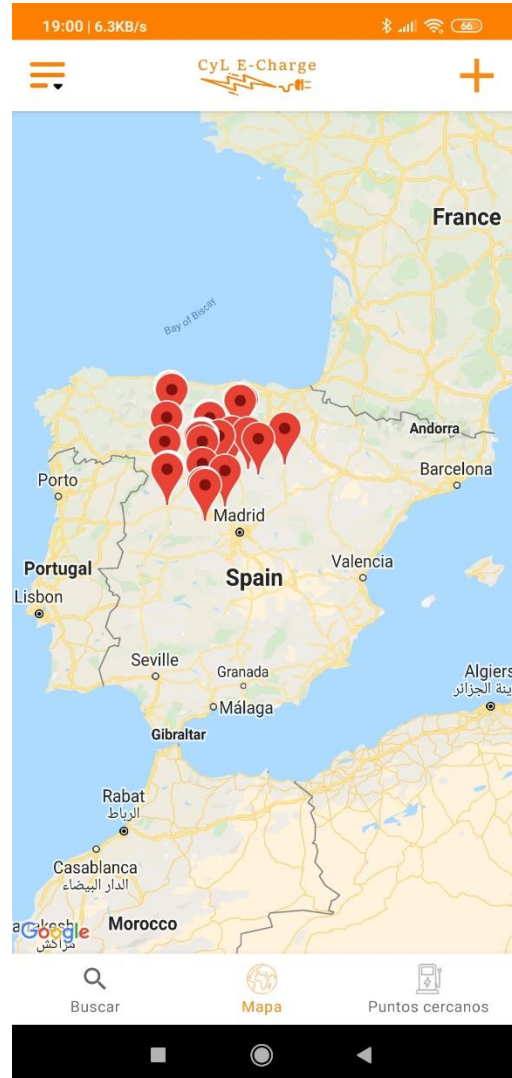 19:00 | 6.3KB/s
66
CyL E-Charge
France
Bay of Biscay
Andorra
Barcelona
Porto
Madrid
Portugal
Valencia
Lisbon
Spain
Seville
Granada
Algiers
Málaga
Gibraltar
Rabat
الرباط
Casablanca
الدار البيضاء
Google
Morocco
مراكش
Buscar
Mapa
Puntos cercanos